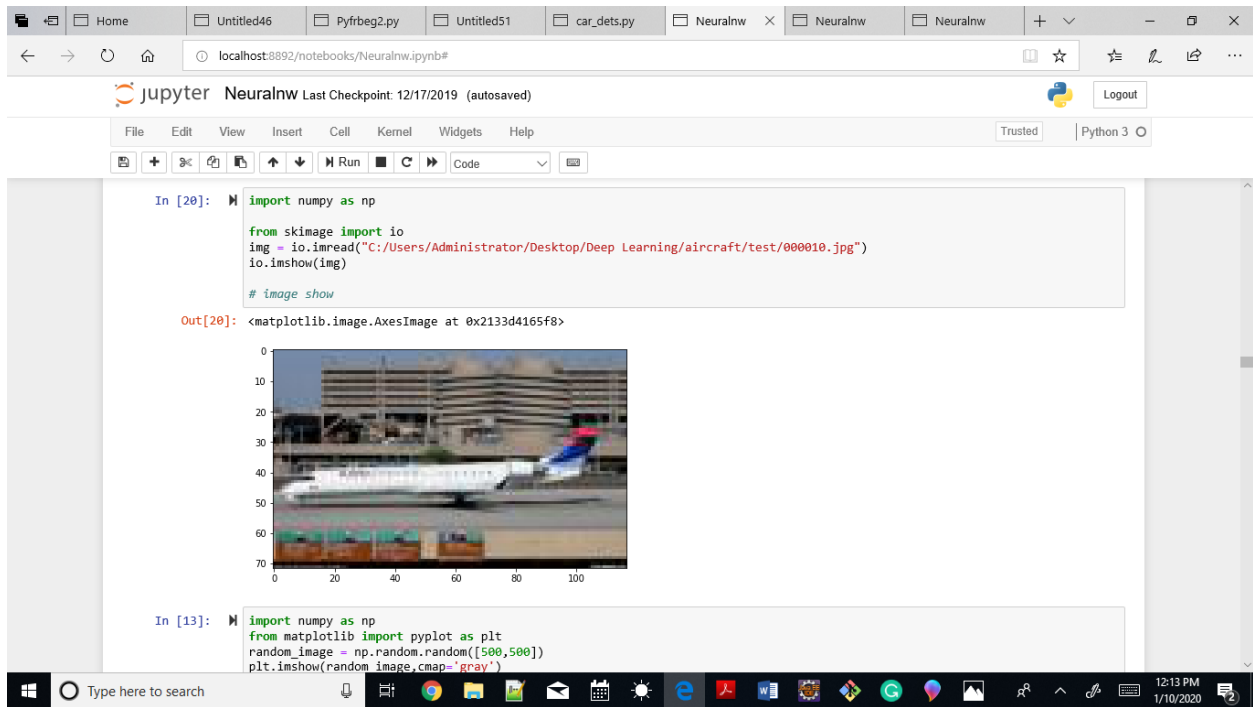 Home Untitled46 Pyfrbeg2.py Untitled51 car_dets.py Neuralnw Neuralnw Neuralnw
localhost:8892/notebooks/Neuralnw.ipynb#
jupyter Neuralnw Last Checkpoint: 12/17/2019 (autosaved) Logout
File Edit View Insert Cell Kernel Widgets Help Trusted Python 3
Run Code
In [20]: import numpy as np
from skimage import io
img = io.imread("C:/Users/Administrator/Desktop/Deep Learning/aircraft/test/000010.jpg")
io.imshow(img)
# image show
Out[20]: <matplotlib.image.AxesImage at 0x2133d4165f8>
0
10
20
30
40
50
60
70
0 20 40 60 80 100
In [13]: import numpy as np
from matplotlib import pyplot as plt
random_image = np.random.random([500,500])
plt.imshow(random_image,cmap='gray')
Type here to search 12:13 PM
1/10/2020
2